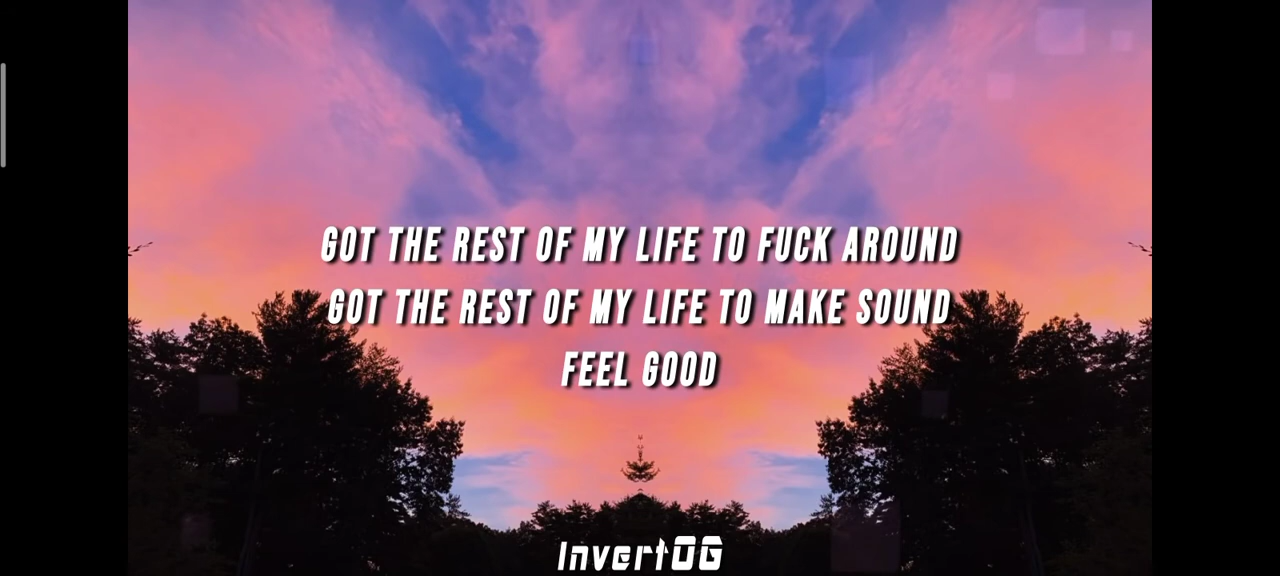 GOT THE REST OF MY LIFE TO FUCK AROUND
GOT THE REST OF MY LIFE TO MAKE SOUND
FEEL GOOD
InvertOG